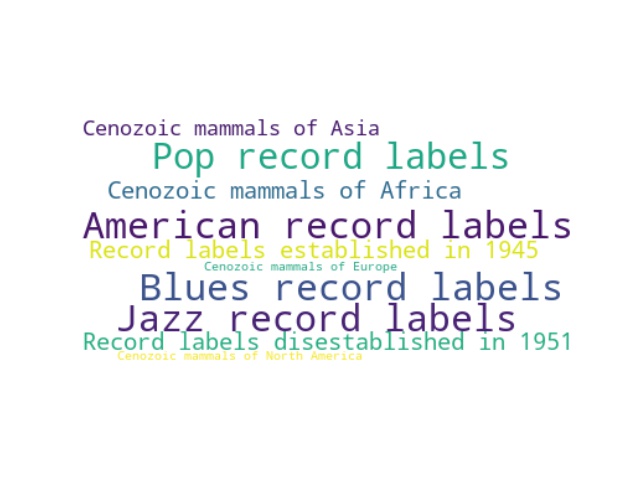 Cenozoic mammals of Asia
Pop record labels
Cenozoic mammals of Africa
American record labels
Record labels established in 1945
Cenozoic mammals of Europe
Blues record labels
Jazz record labels
Record labels disestablished in 1951
Cenozoic mammals of North America